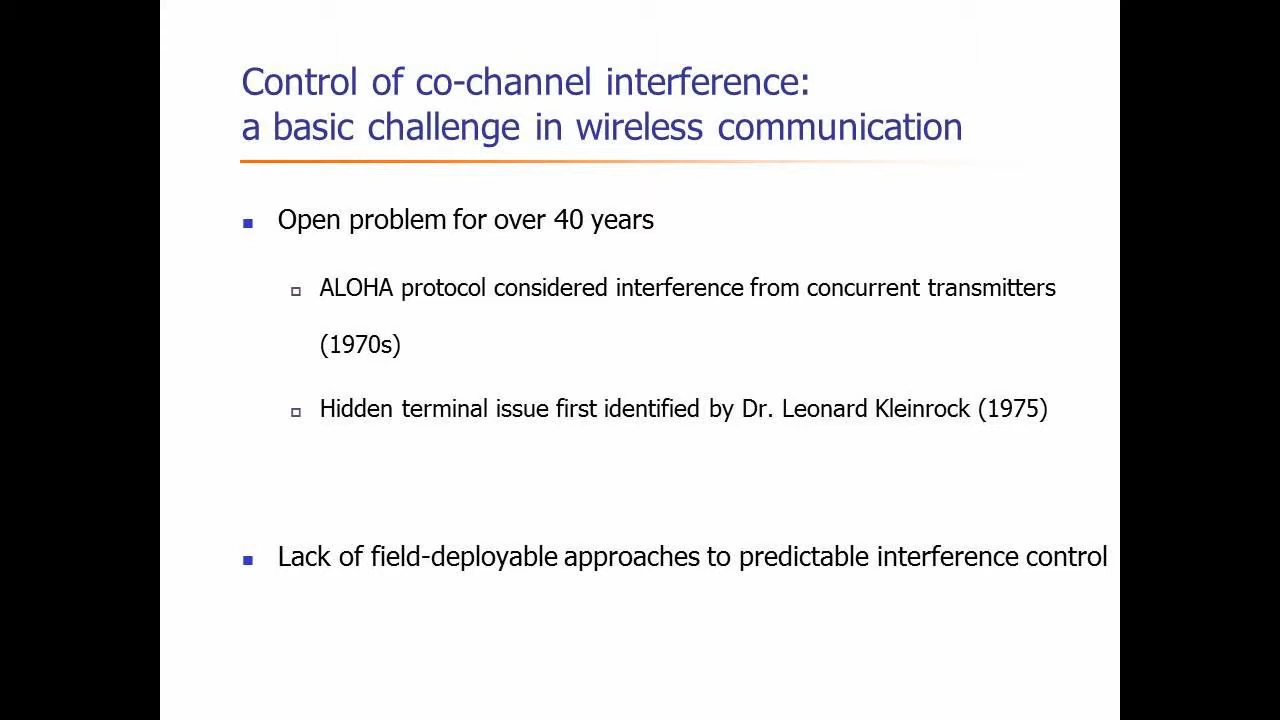 Control of co-channel interference:
a basic challenge in wireless communication
Open problem for over 40 years
ALOHA protocol considered interference from concurrent transmitters
(1970s)
Hidden terminal issue first identified by Dr. Leonard Kleinrock (1975)
Lack of field-deployable approaches to predictable interference control